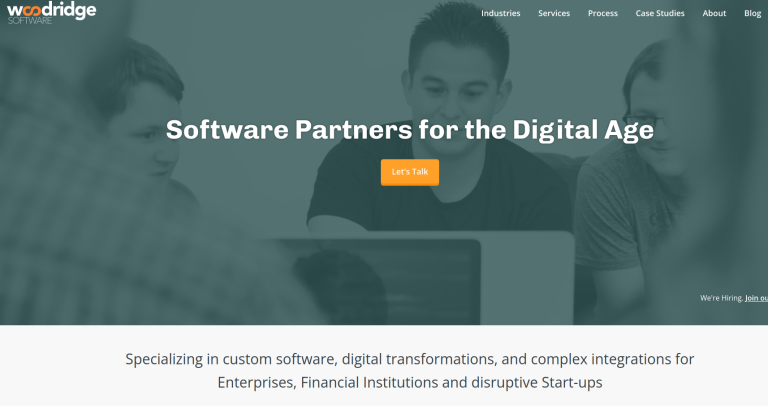 woodridge
SOFTWARE
Industries Services Process Case Studies About Blog
Software Partners for the Digital Age
Let's Talk
We're Hiring. Join
Specializing in custom software, digital transformations, and complex integrations for
Enterprises, Financial Institutions and disruptive Start-ups